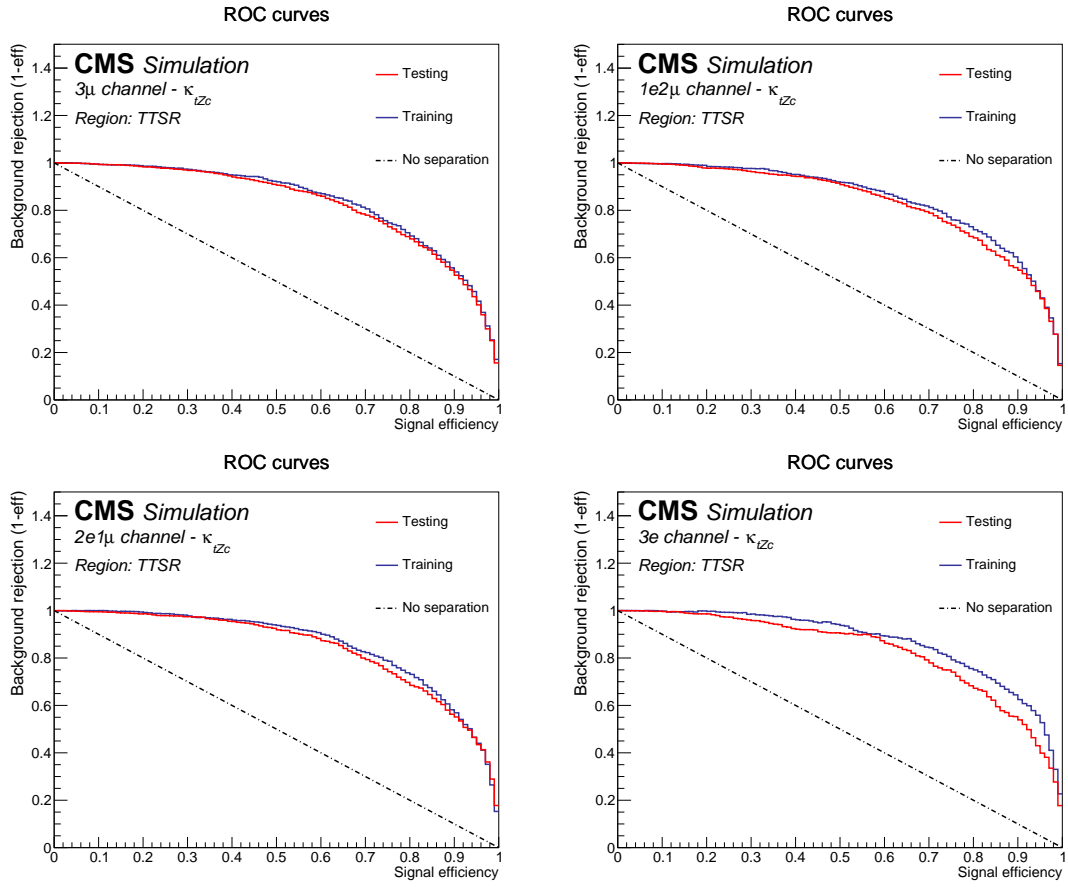 ROC curves
Background rejection (1-eff)
CMS Simulation
3μ channel - κtZc
Region: TTSR
Testing
Training
No separation
1.4
1.2
1
0.8
0.6
0.4
0.2
0
0 0.1 0.2 0.3 0.4 0.5 0.6 0.7 0.8 0.9 1
Signal efficiency
ROC curves
Background rejection (1-eff)
CMS Simulation
1e2μ channel - κtZc
Region: TTSR
Testing
Training
No separation
1.4
1.2
1
0.8
0.6
0.4
0.2
0
0 0.1 0.2 0.3 0.4 0.5 0.6 0.7 0.8 0.9 1
Signal efficiency
ROC curves
Background rejection (1-eff)
CMS Simulation
2e1μ channel - κtZc
Region: TTSR
Testing
Training
No separation
1.4
1.2
1
0.8
0.6
0.4
0.2
0
0 0.1 0.2 0.3 0.4 0.5 0.6 0.7 0.8 0.9 1
Signal efficiency
ROC curves
Background rejection (1-eff)
CMS Simulation
3e channel - κtZc
Region: TTSR
Testing
Training
No separation
1.4
1.2
1
0.8
0.6
0.4
0.2
0
0 0.1 0.2 0.3 0.4 0.5 0.6 0.7 0.8 0.9 1
Signal efficiency